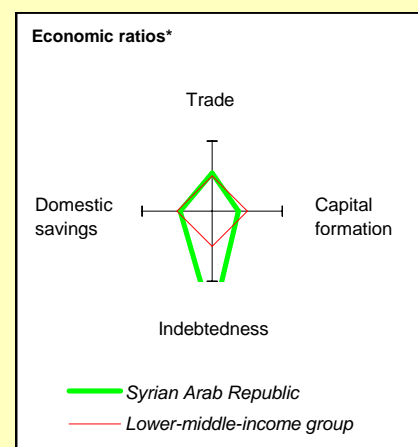 Economic ratios*
Trade
Domestic
savings
Capital
formation
Indebtedness
Syrian Arab Republic
Lower-middle-income group